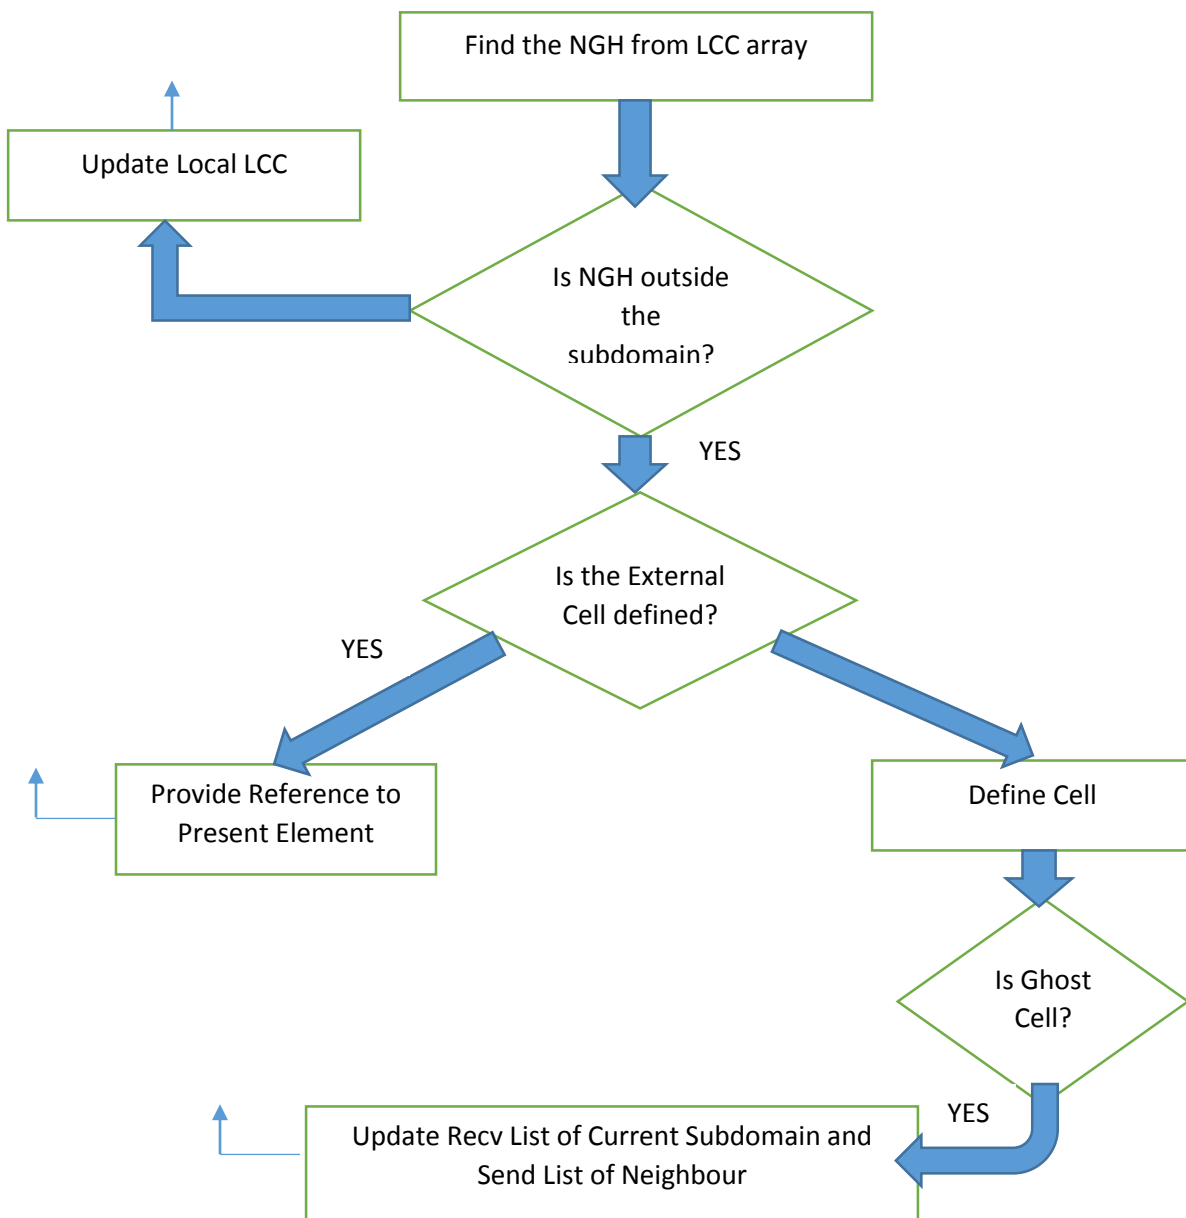 Find the NGH from LCC array
Update Local LCC
Is NGH outside
the
subdomain?
YES
Is the External
Cell defined?
YES
Provide Reference to
Present Element
Define Cell
Is Ghost
Cell?
YES
Update Recv List of Current Subdomain and
Send List of Neighbour